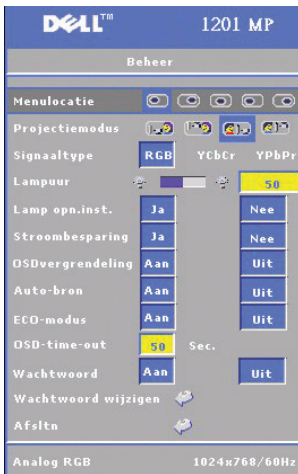 DELL™ 1201 MP
Beheer
Menulocatie
Projectiemodus
Signaaltype RGB YCbCr YPbPr
Lampuur 50
Lamp opn.inst. Ja Nee
Stroombesparing Ja Nee
OSDvergrendeling Aan Uit
Auto-bron Aan Uit
ECO-modus Aan Uit
OSD-time-out 50 Sec.
Wachtwoord Aan Uit
Wachtwoord wijzigen
Afsltn
Analog RGB 1024x768/60Hz